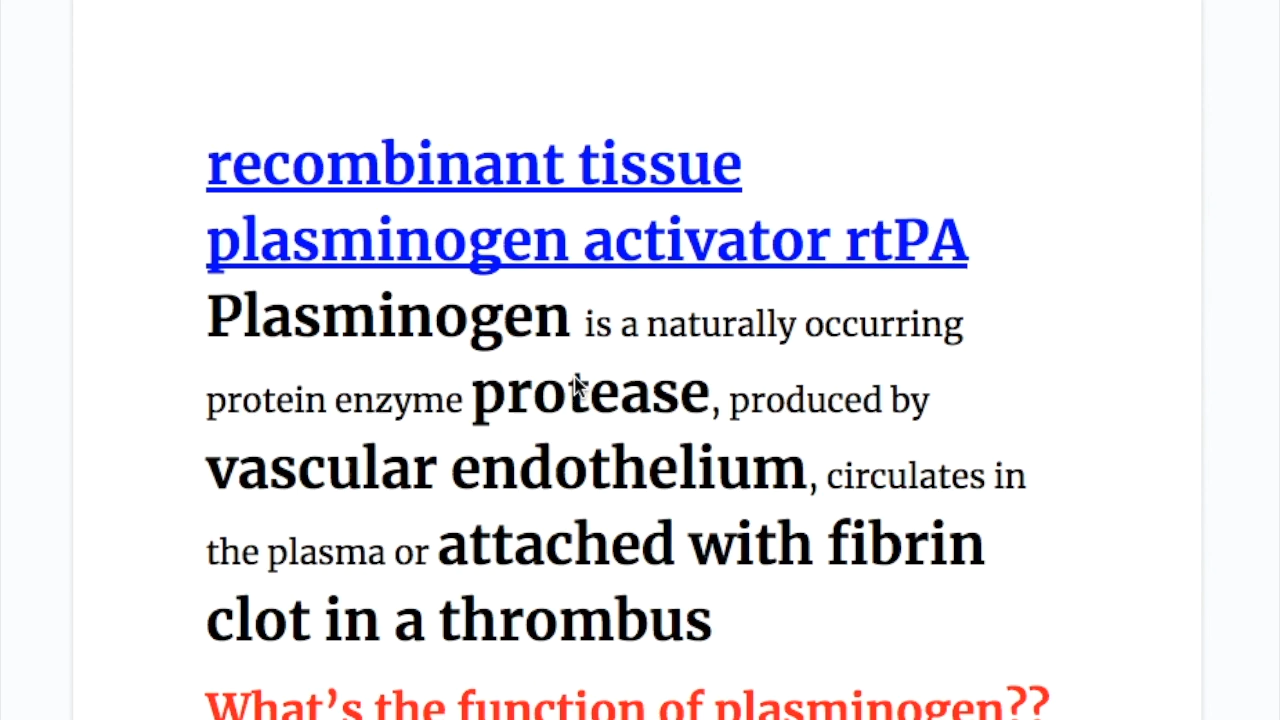 recombinant tissue
plasminogen activator rtPA
Plasminogen is a naturally occurring
protein enzyme protease, produced by
vascular endothelium, circulates in
the plasma or attached with fibrin
clot in a thrombus
What's the function of plasminogen??